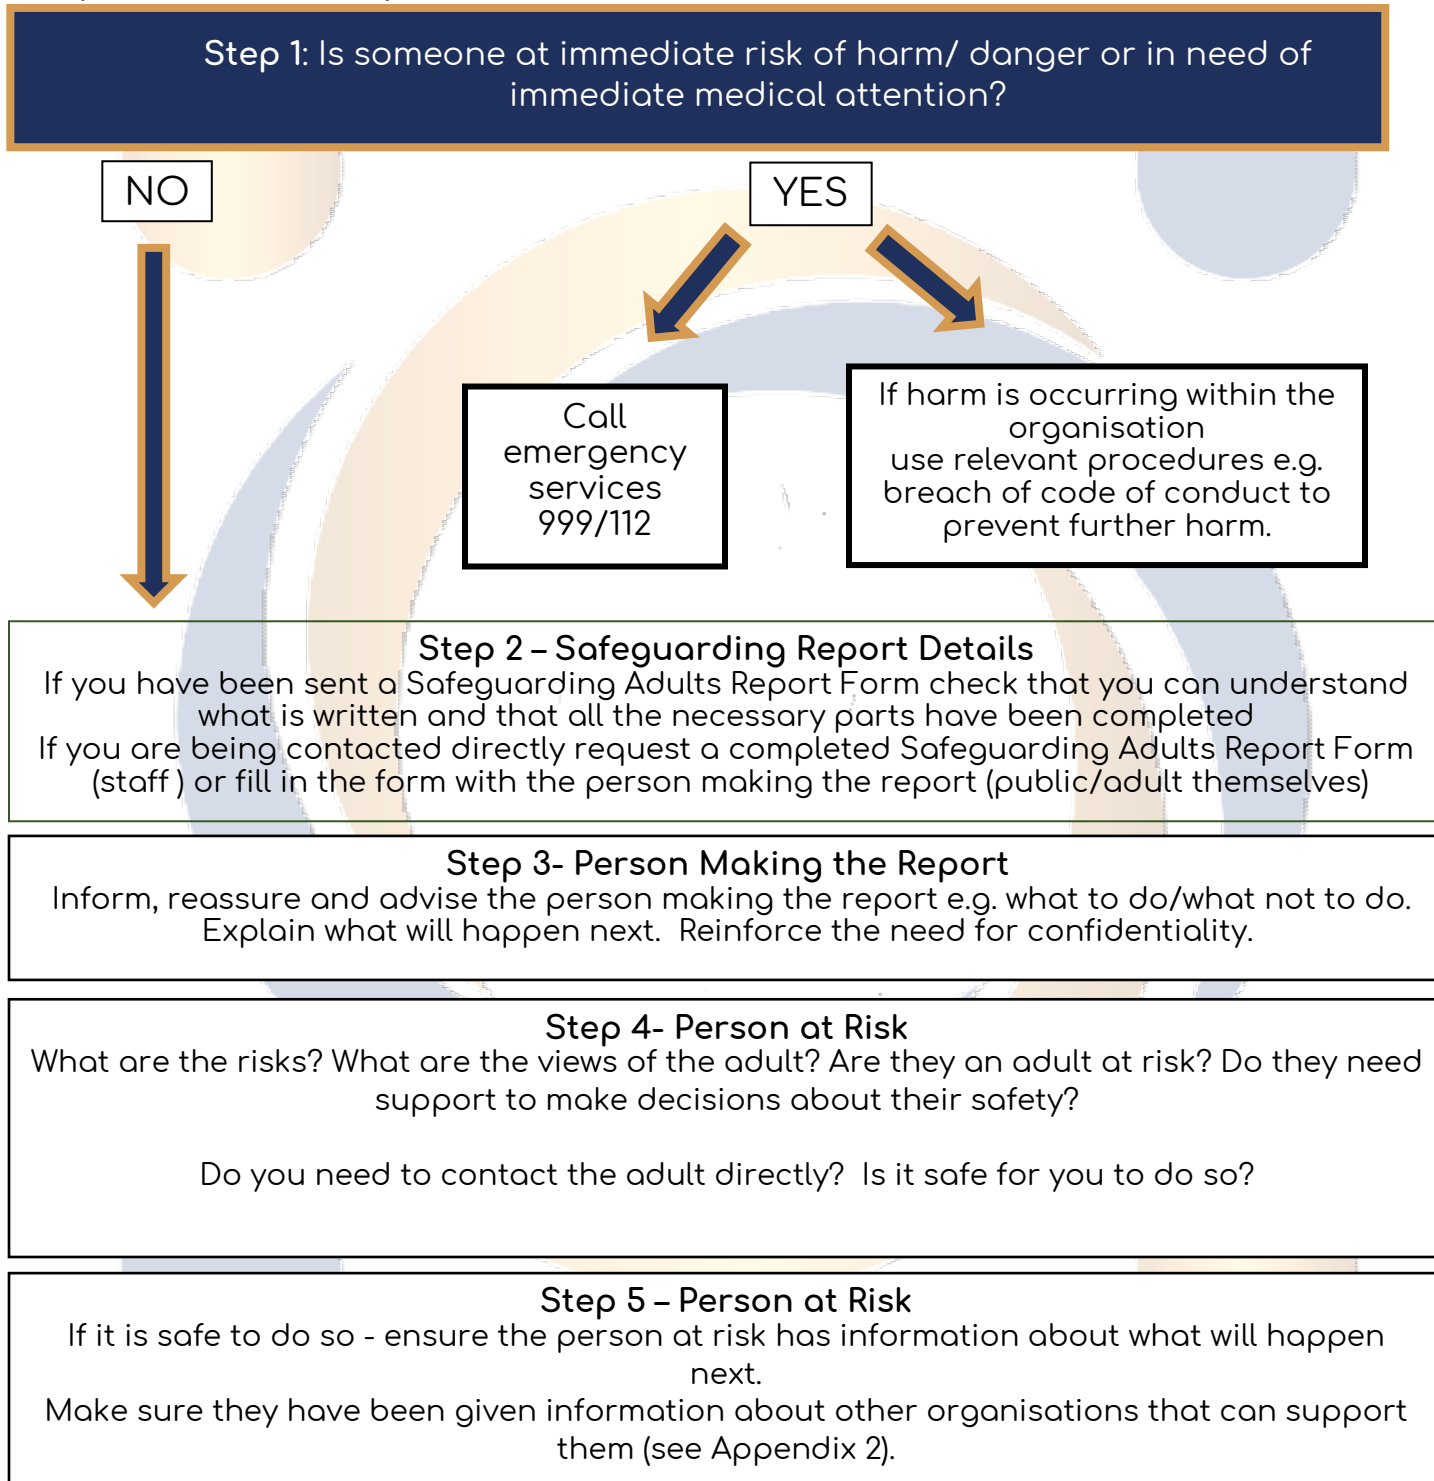 Step 1: Is someone at immediate risk of harm/ danger or in need of
immediate medical attention?
NO
YES
Call
emergency
services
999/112
If harm is occurring within the
organisation
use relevant procedures e.g.
breach of code of conduct to
prevent further harm.
Step 2 – Safeguarding Report Details
If you have been sent a Safeguarding Adults Report Form check that you can understand
what is written and that all the necessary parts have been completed
If you are being contacted directly request a completed Safeguarding Adults Report Form
(staff ) or fill in the form with the person making the report (public/adult themselves)
Step 3- Person Making the Report
Inform, reassure and advise the person making the report e.g. what to do/what not to do.
Explain what will happen next.  Reinforce the need for confidentiality.
Step 4- Person at Risk
What are the risks? What are the views of the adult? Are they an adult at risk? Do they need
support to make decisions about their safety?
Do you need to contact the adult directly?  Is it safe for you to do so?
Step 5 – Person at Risk
If it is safe to do so - ensure the person at risk has information about what will happen
next.
Make sure they have been given information about other organisations that can support
them (see Appendix 2).